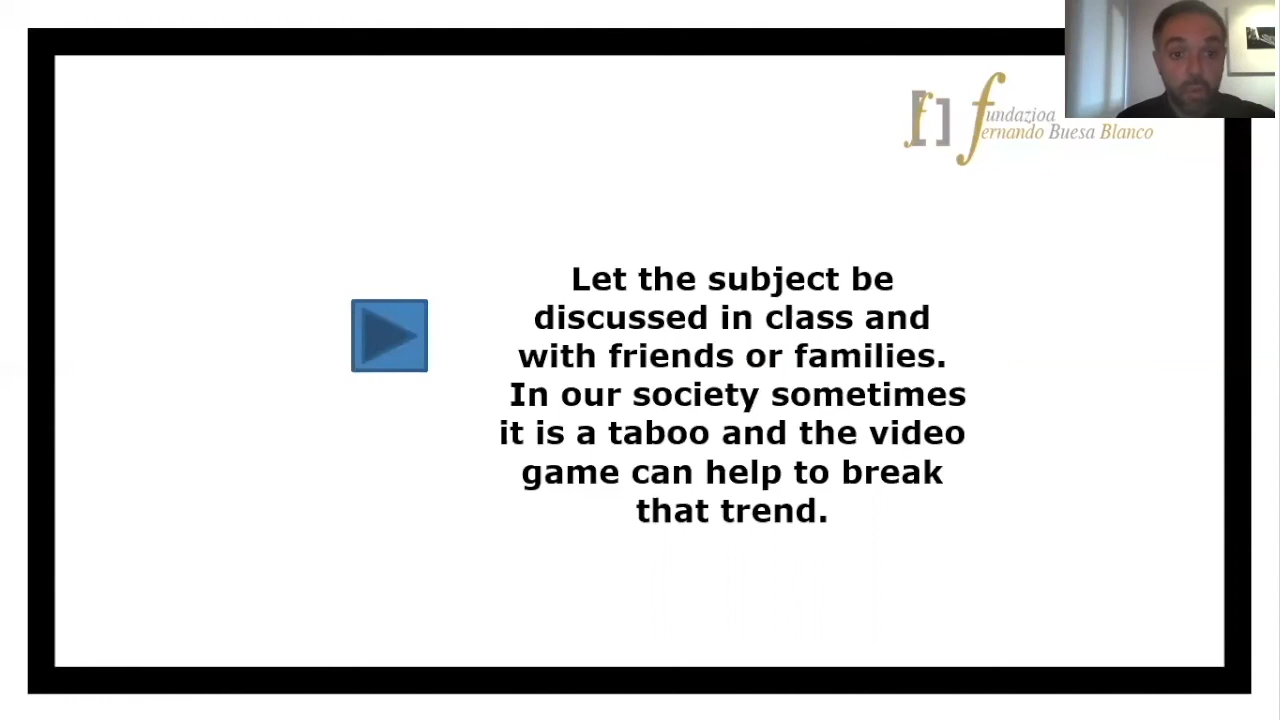 fundazioa
fernando Buesa Blanco
Let the subject be
discussed in class and
with friends or families.
In our society sometimes
it is a taboo and the video
game can help to break
that trend.